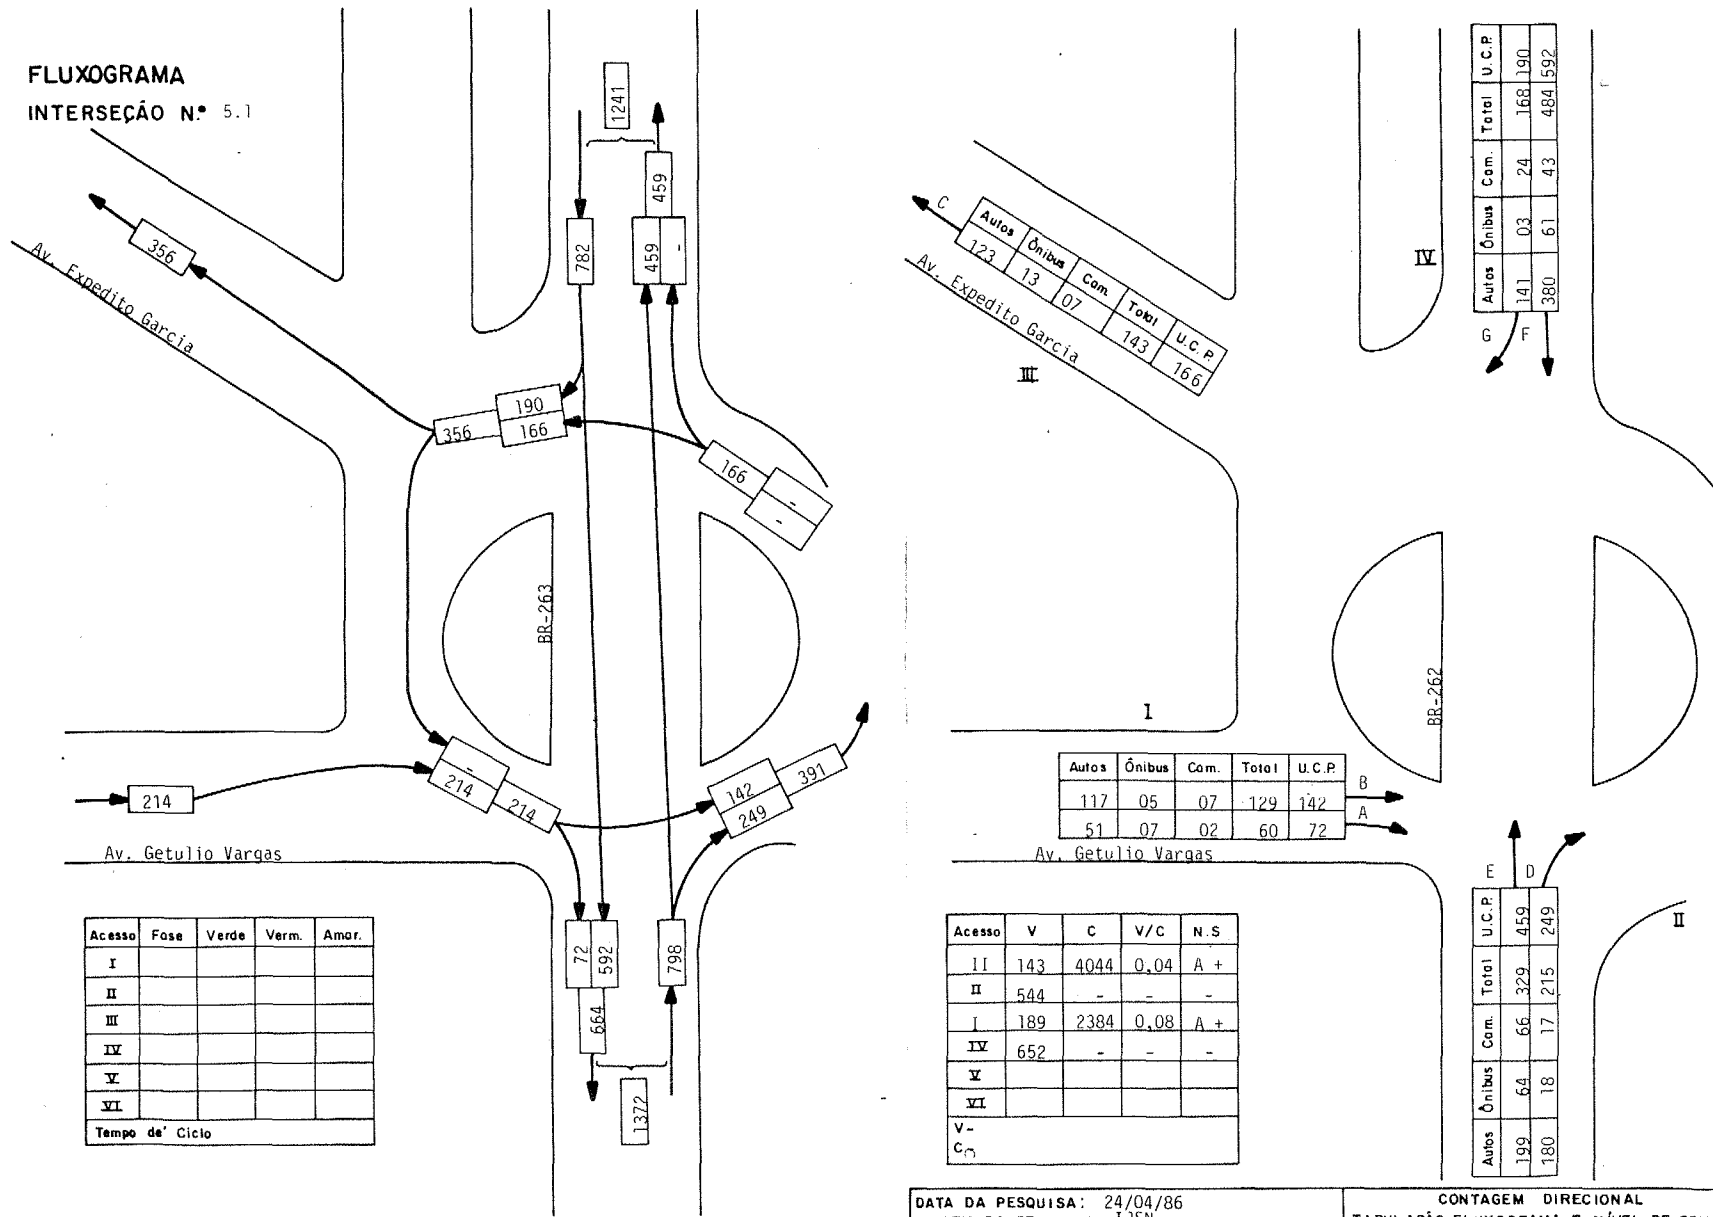 FLUXOGRAMA
INTERSEÇÃO N.º 5.1
1241
459
782
459 -
356
Av. Expedito Garcia
190
356 166
166 -
-
BR-263
-
214
214
214
142 391
249
Av. Getulio Vargas
72 592 798
664
1372
Acesso Fase Verde Verm. Amar.
I
II
III
IV
V
VI
Tempo de' Ciclo
U.C.P. 190 592
Total 168 484
Cam. 24 43
Ônibus 03 61
Autos 141 380
G F
IV
C
Autos Ônibus Cam. Total U.C.P.
123 13 07 143 166
Av. Expedito Garcia
III
BR-262
I
Autos Ônibus Cam. Total U.C.P.
117 05 07 129 142 B
51 07 02 60 72 A
Av. Getulio Vargas
E D
U.C.P. 459 249
Total 329 215
Cam. 66 17
Ônibus 64 18
Autos 199 180
II
Acesso V C V/C N.S
II 143 4044 0,04 A +
II 544 - - -
I 189 2384 0,08 A +
IV 652 - - -
V
VI
V-
C
DATA DA PESQUISA: 24/04/86
CONTAGEM DIRECIONAL